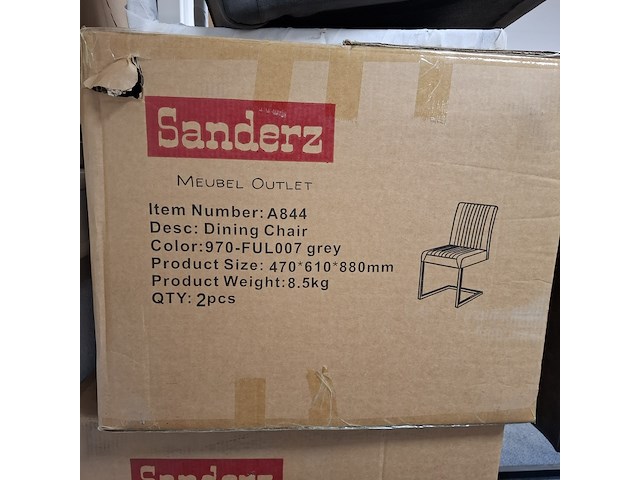 Sanderz
MEUBEL OUTLET
Item Number: A844
Desc: Dining Chair
Color:970-FUL007 grey
Product Size: 470*610*880mm
Product Weight:8.5kg
QTY: 2pcs
Sanderz